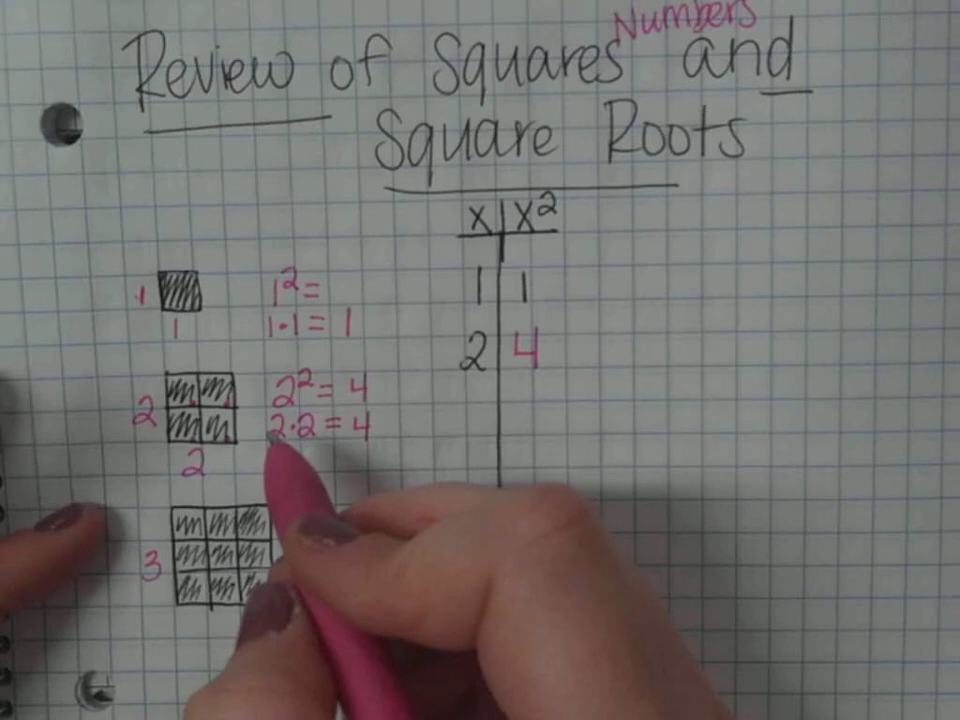 Numbers
Review of Squares and
Square Roots
x x²
1 1
2 4
1
1
1² =
1·1 = 1
2
2
2² = 4
2·2 = 4
3